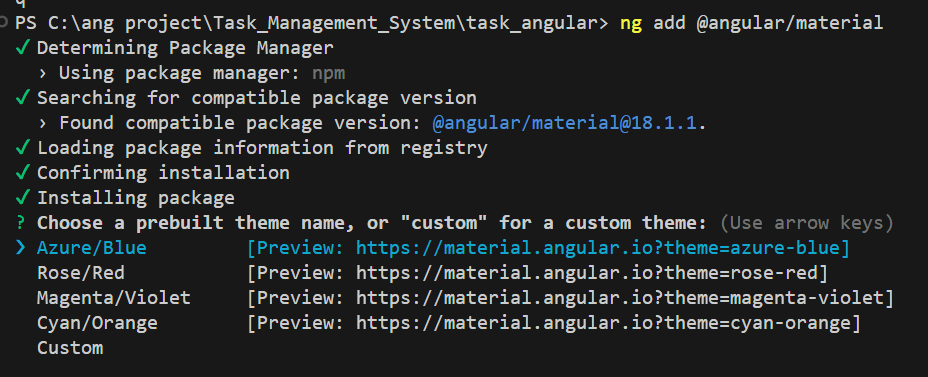 PS C:\ang project\Task_Management_System\task_angular> ng add @angular/material
✓ Determining Package Manager
› Using package manager: npm
✓ Searching for compatible package version
› Found compatible package version: @angular/material@18.1.1.
✓ Loading package information from registry
✓ Confirming installation
✓ Installing package
? Choose a prebuilt theme name, or "custom" for a custom theme: (Use arrow keys)
❯ Azure/Blue [Preview: https://material.angular.io?theme=azure-blue]
Rose/Red [Preview: https://material.angular.io?theme=rose-red]
Magenta/Violet [Preview: https://material.angular.io?theme=magenta-violet]
Cyan/Orange [Preview: https://material.angular.io?theme=cyan-orange]
Custom